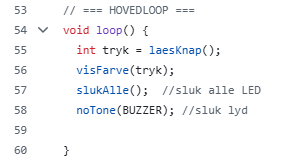 53 // === HOVEDLOOP ===
54 void loop() {
55 int tryk = laesKnap();
56 visFarve(tryk);
57 slukAlle(); //sluk alle LED
58 noTone(BUZZER); //sluk lyd
59
60 }